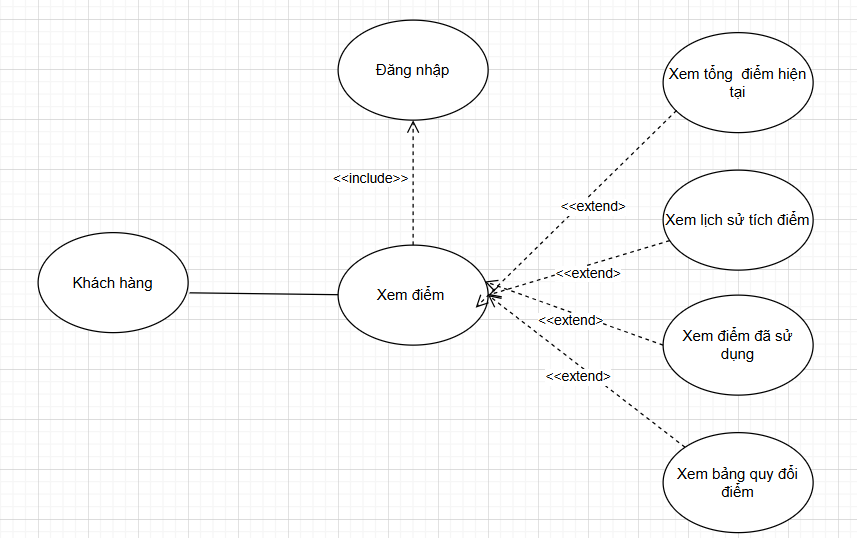 Đăng nhập
Xem tổng điểm hiện
tại
<<include>>
<<extend>
Xem lịch sử tích điểm
Khách hàng
Xem điểm
<<extend>
<<extend>
Xem điểm đã sử
dụng
<<extend>
Xem bảng quy đổi
điểm